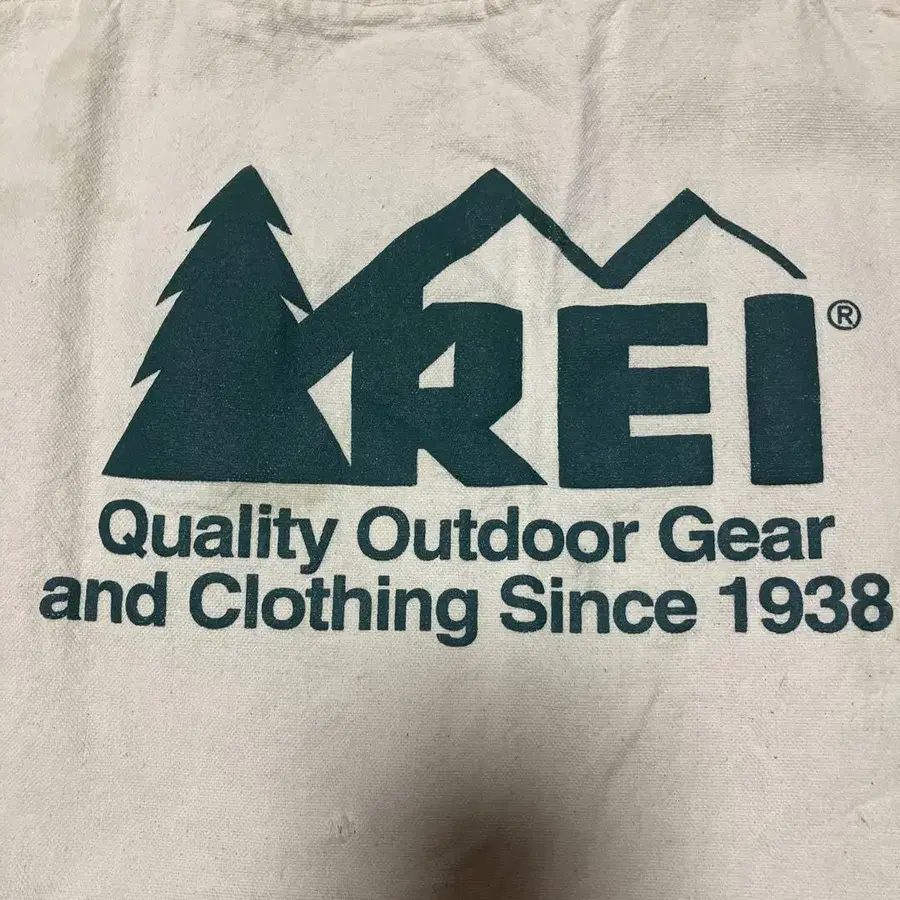 REI®
Quality Outdoor Gear
and Clothing Since 1938